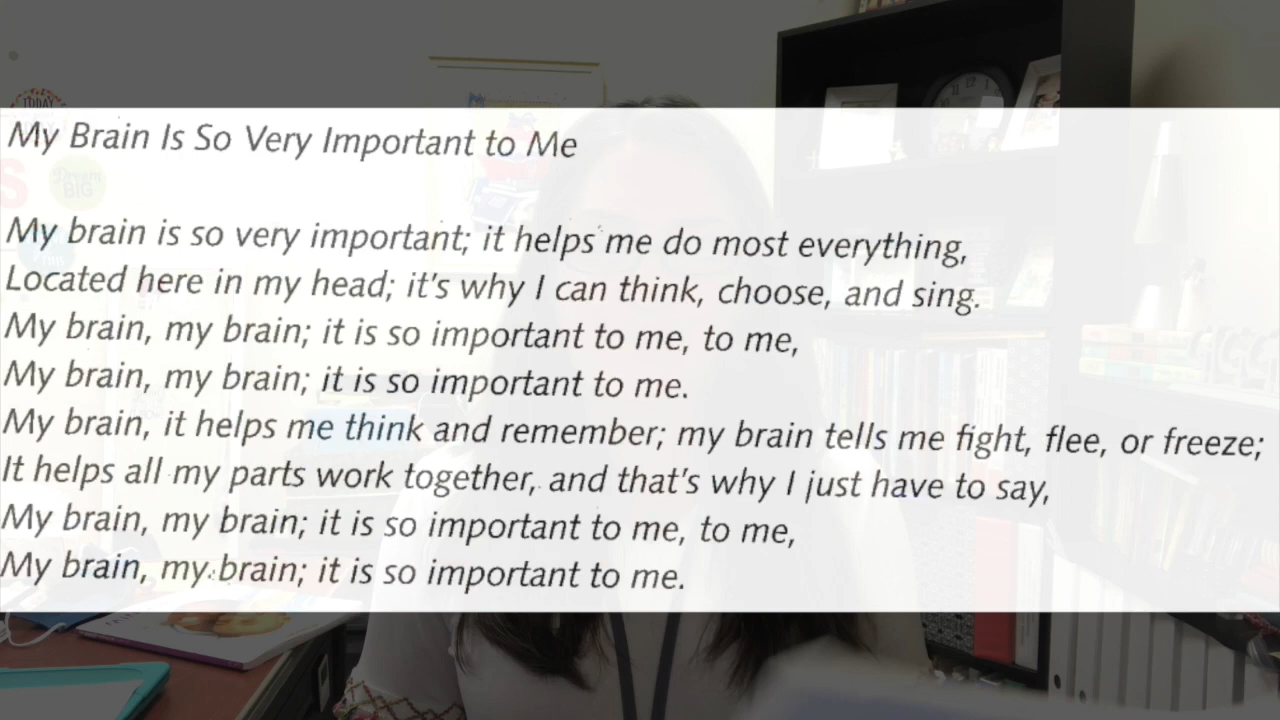 TODAY
S
Dream
BIG
My Brain Is So Very Important to Me
My brain is so very important; it helps me do most everything,
Located here in my head; it's why I can think, choose, and sing.
My brain, my brain; it is so important to me, to me,
My brain, my brain; it is so important to me.
My brain, it helps me think and remember; my brain tells me fight, flee, or freeze;
It helps all my parts work together, and that's why I just have to say,
My brain, my brain; it is so important to me, to me,
My brain, my brain; it is so important to me.